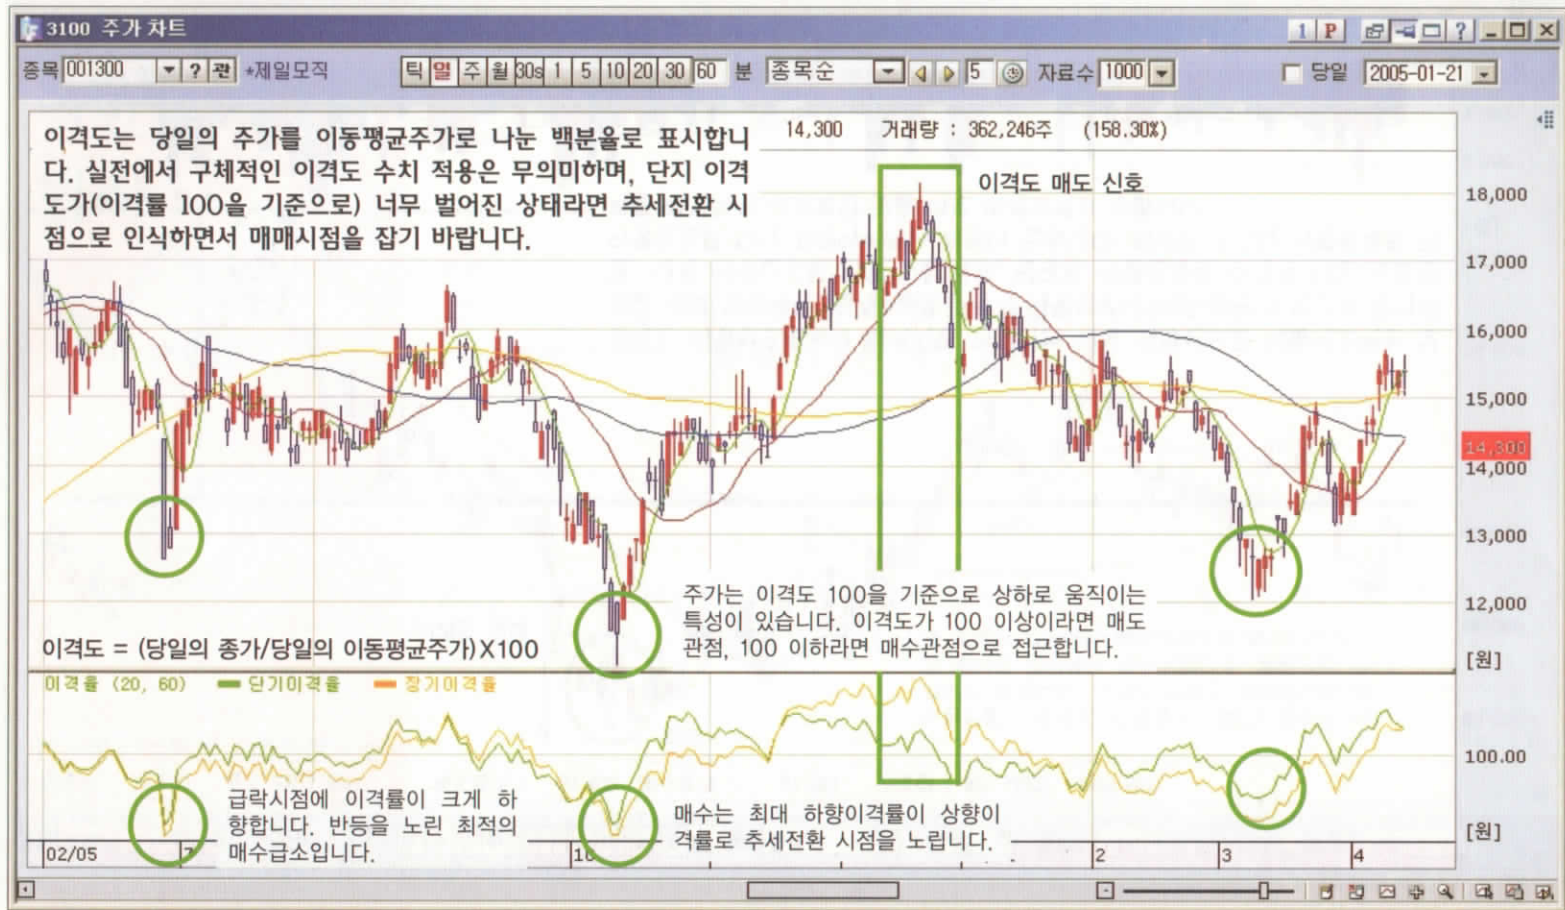 3100 주가 차트
1 P
?
종목 001300 ? 관 *제일모직 틱 일 주 월 30s 1 5 10 20 30 60 분 종목순 5 자료수 1000 당일 2005-01-21
이격도는 당일의 주가를 이동평균주가로 나눈 백분율로 표시합니
다. 실전에서 구체적인 이격도 수치 적용은 무의미하며, 단지 이격
도가(이격률 100을 기준으로) 너무 벌어진 상태라면 추세전환 시
점으로 인식하면서 매매시점을 잡기 바랍니다.
14,300 거래량 : 362,246주 (158.30%)
이격도 매도 신호
18,000
17,000
16,000
15,000
14,300
14,000
13,000
12,000
[원]
주가는 이격도 100을 기준으로 상하로 움직이는
특성이 있습니다. 이격도가 100 이상이라면 매도
관점, 100 이하라면 매수관점으로 접근합니다.
이격도 = (당일의 종가/당일의 이동평균주가)X100
이격율 (20, 60) 단기이격율 장기이격율
100.00
급락시점에 이격률이 크게 하
향합니다. 반등을 노린 최적의
매수급소입니다.
매수는 최대 하향이격률이 상향이
격률로 추세전환 시점을 노립니다.
[원]
02/05 7 10 2 3 4